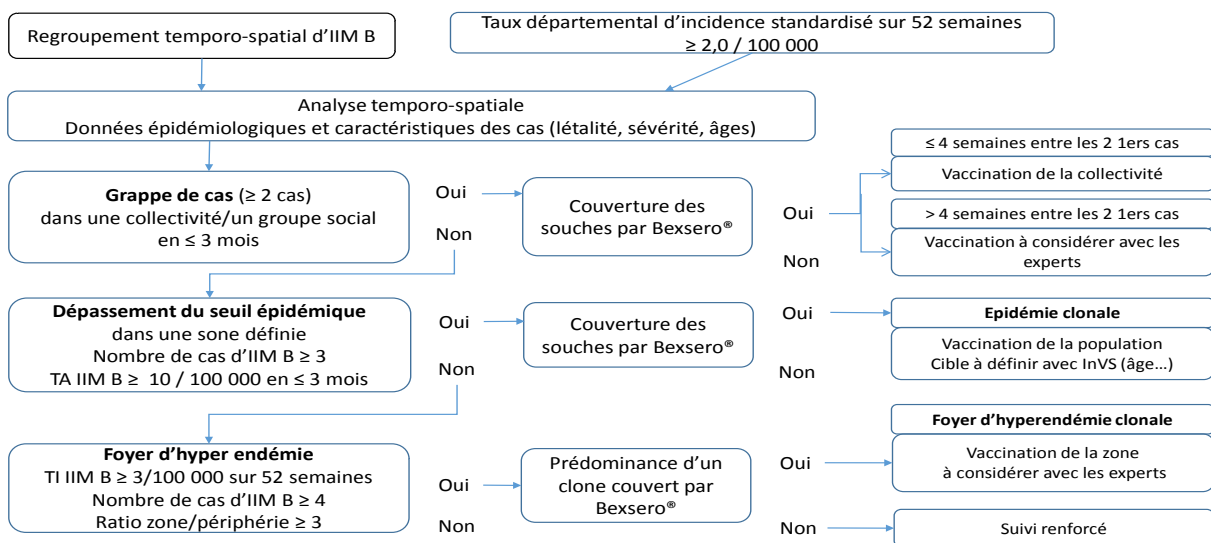 Regroupement temporo-spatial d'IIM B
Taux départemental d'incidence standardisé sur 52 semaines
≥ 2,0 / 100 000
Analyse temporo-spatiale
Données épidémiologiques et caractéristiques des cas (létalité, sévérité, âges)
Grappe de cas (≥ 2 cas)
dans une collectivité/un groupe social
en ≤ 3 mois
Oui
Non
Couverture des
souches par Bexsero®
Oui
Non
≤ 4 semaines entre les 2 1ers cas
Vaccination de la collectivité
> 4 semaines entre les 2 1ers cas
Vaccination à considérer avec les
experts
Dépassement du seuil épidémique
dans une sone définie
Nombre de cas d'IIM B ≥ 3
TA IIM B ≥ 10 / 100 000 en ≤ 3 mois
Oui
Non
Couverture des
souches par Bexsero®
Oui
Non
Epidémie clonale
Vaccination de la population
Cible à définir avec InVS (âge...)
Foyer d'hyper endémie
TI IIM B ≥ 3/100 000 sur 52 semaines
Nombre de cas d'IIM B ≥ 4
Ratio zone/périphérie ≥ 3
Oui
Non
Prédominance d'un
clone couvert par
Bexsero®
Oui
Non
Foyer d'hyperendémie clonale
Vaccination de la zone
à considérer avec les experts
Suivi renforcé